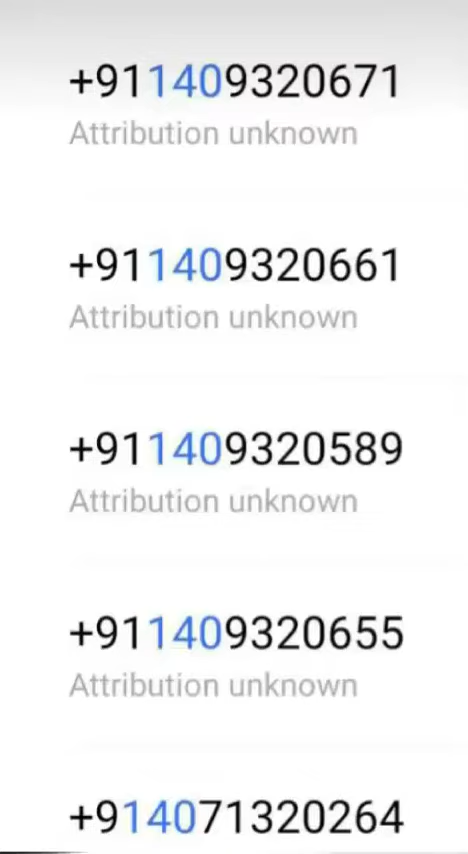 +911409320671
Attribution unknown
+911409320661
Attribution unknown
+911409320589
Attribution unknown
+911409320655
Attribution unknown
+914071320264